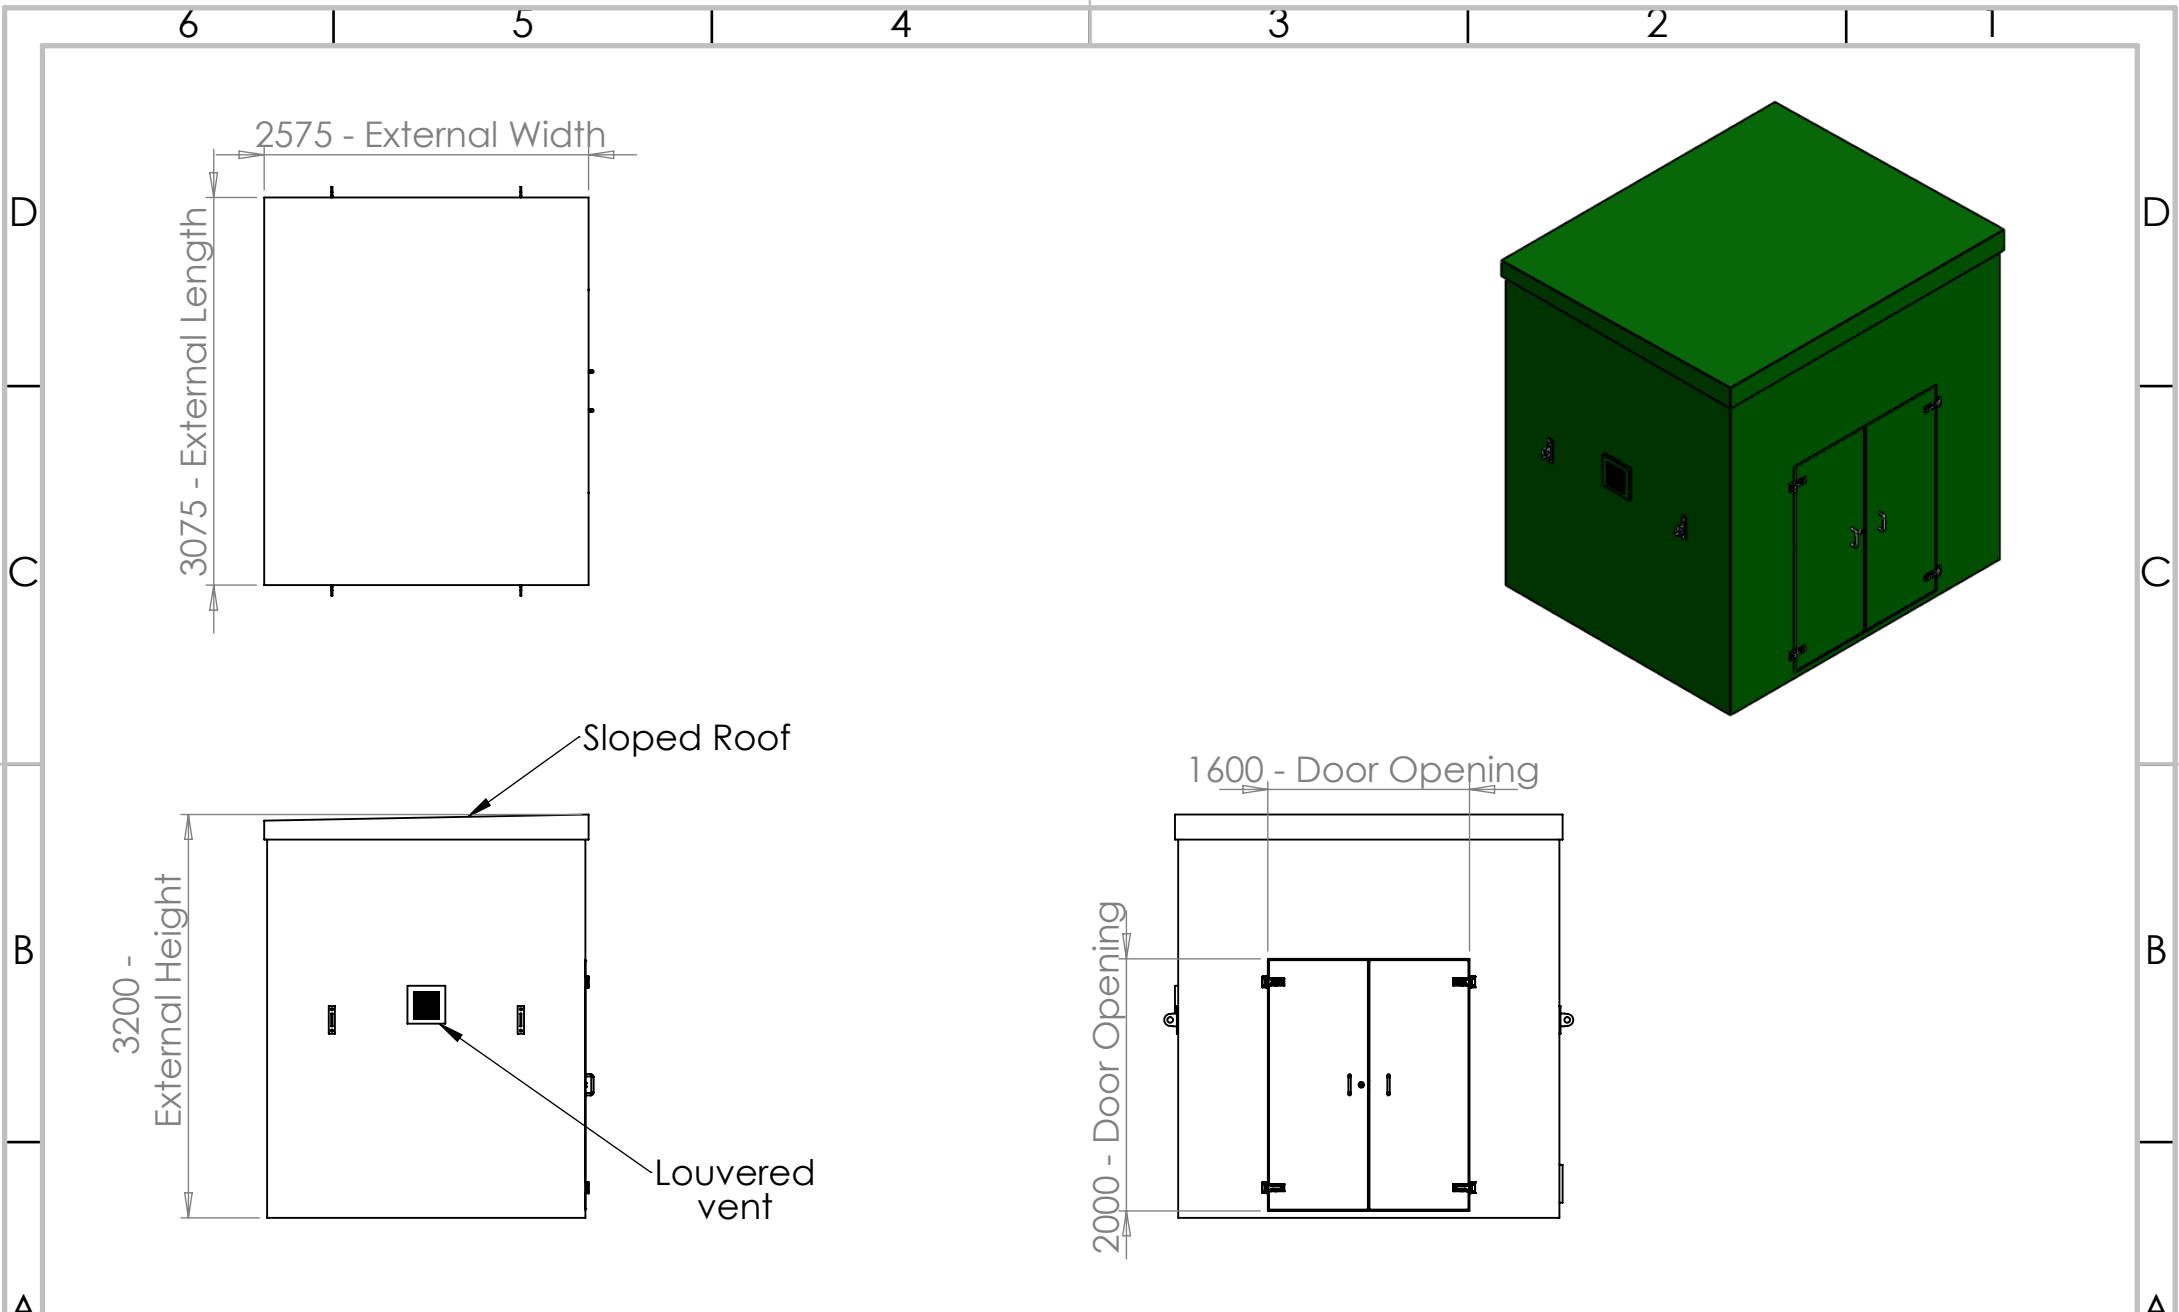 6 5 4 3 2 1
2575 - External Width
D
D
3075 - External Length
C
C
Sloped Roof
1600 - Door Opening
3200 -
External Height
B
B
2000 - Door Opening
Louvered
vent
A
A